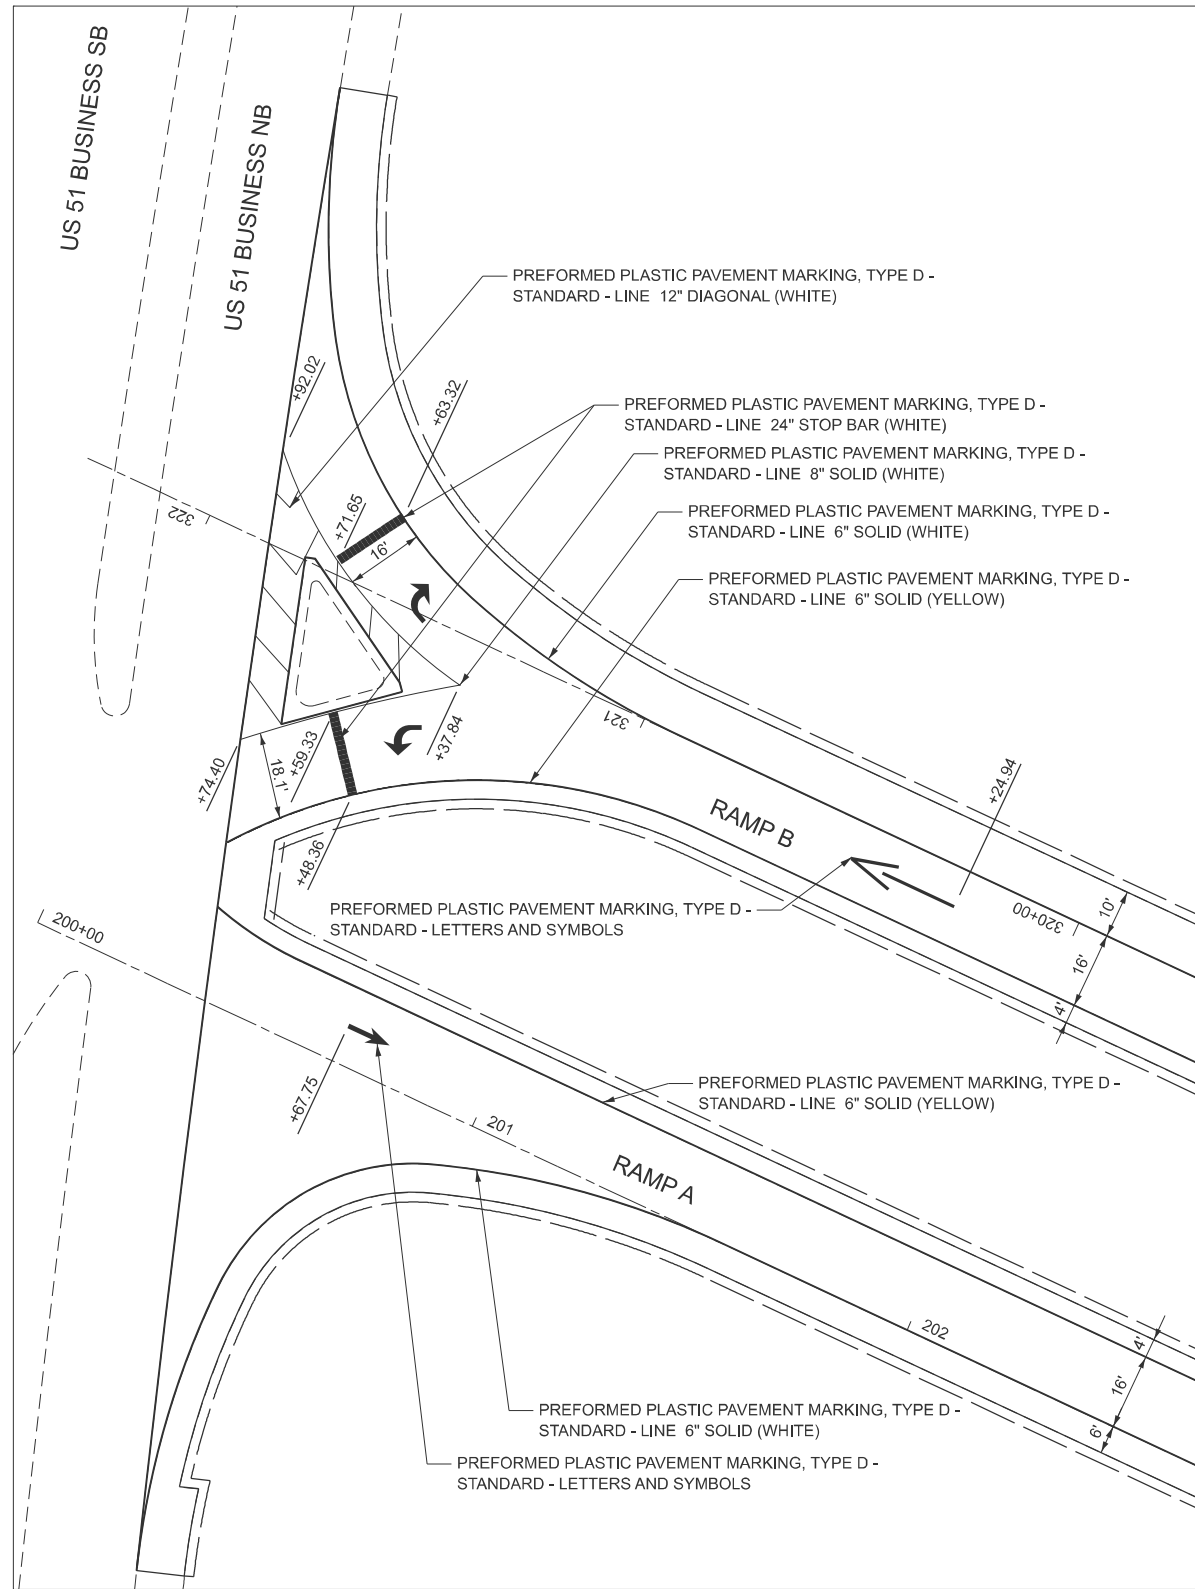 US 51 BUSINESS SB
US 51 BUSINESS NB
PREFORMED PLASTIC PAVEMENT MARKING, TYPE D -
STANDARD - LINE 12" DIAGONAL (WHITE)
+92.02
+63.32
PREFORMED PLASTIC PAVEMENT MARKING, TYPE D -
STANDARD - LINE 24" STOP BAR (WHITE)
PREFORMED PLASTIC PAVEMENT MARKING, TYPE D -
STANDARD - LINE 8" SOLID (WHITE)
322
+71.65
16'
PREFORMED PLASTIC PAVEMENT MARKING, TYPE D -
STANDARD - LINE 6" SOLID (WHITE)
PREFORMED PLASTIC PAVEMENT MARKING, TYPE D -
STANDARD - LINE 6" SOLID (YELLOW)
321
+37.84
+59.33
+74.40
18.1'
+24.94
RAMP B
+48.36
PREFORMED PLASTIC PAVEMENT MARKING, TYPE D -
STANDARD - LETTERS AND SYMBOLS
320+00
10'
16'
4'
200+00
+67.75
PREFORMED PLASTIC PAVEMENT MARKING, TYPE D -
STANDARD - LINE 6" SOLID (YELLOW)
201
RAMP A
202
4'
16'
6'
PREFORMED PLASTIC PAVEMENT MARKING, TYPE D -
STANDARD - LINE 6" SOLID (WHITE)
PREFORMED PLASTIC PAVEMENT MARKING, TYPE D -
STANDARD - LETTERS AND SYMBOLS